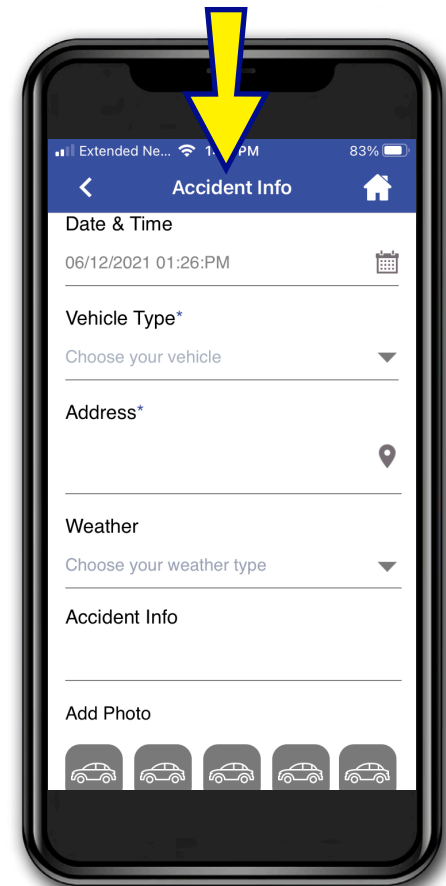 Extended Ne... PM 83%
Accident Info
Date & Time
06/12/2021 01:26:PM
Vehicle Type*
Choose your vehicle
Address*
Weather
Choose your weather type
Accident Info
Add Photo